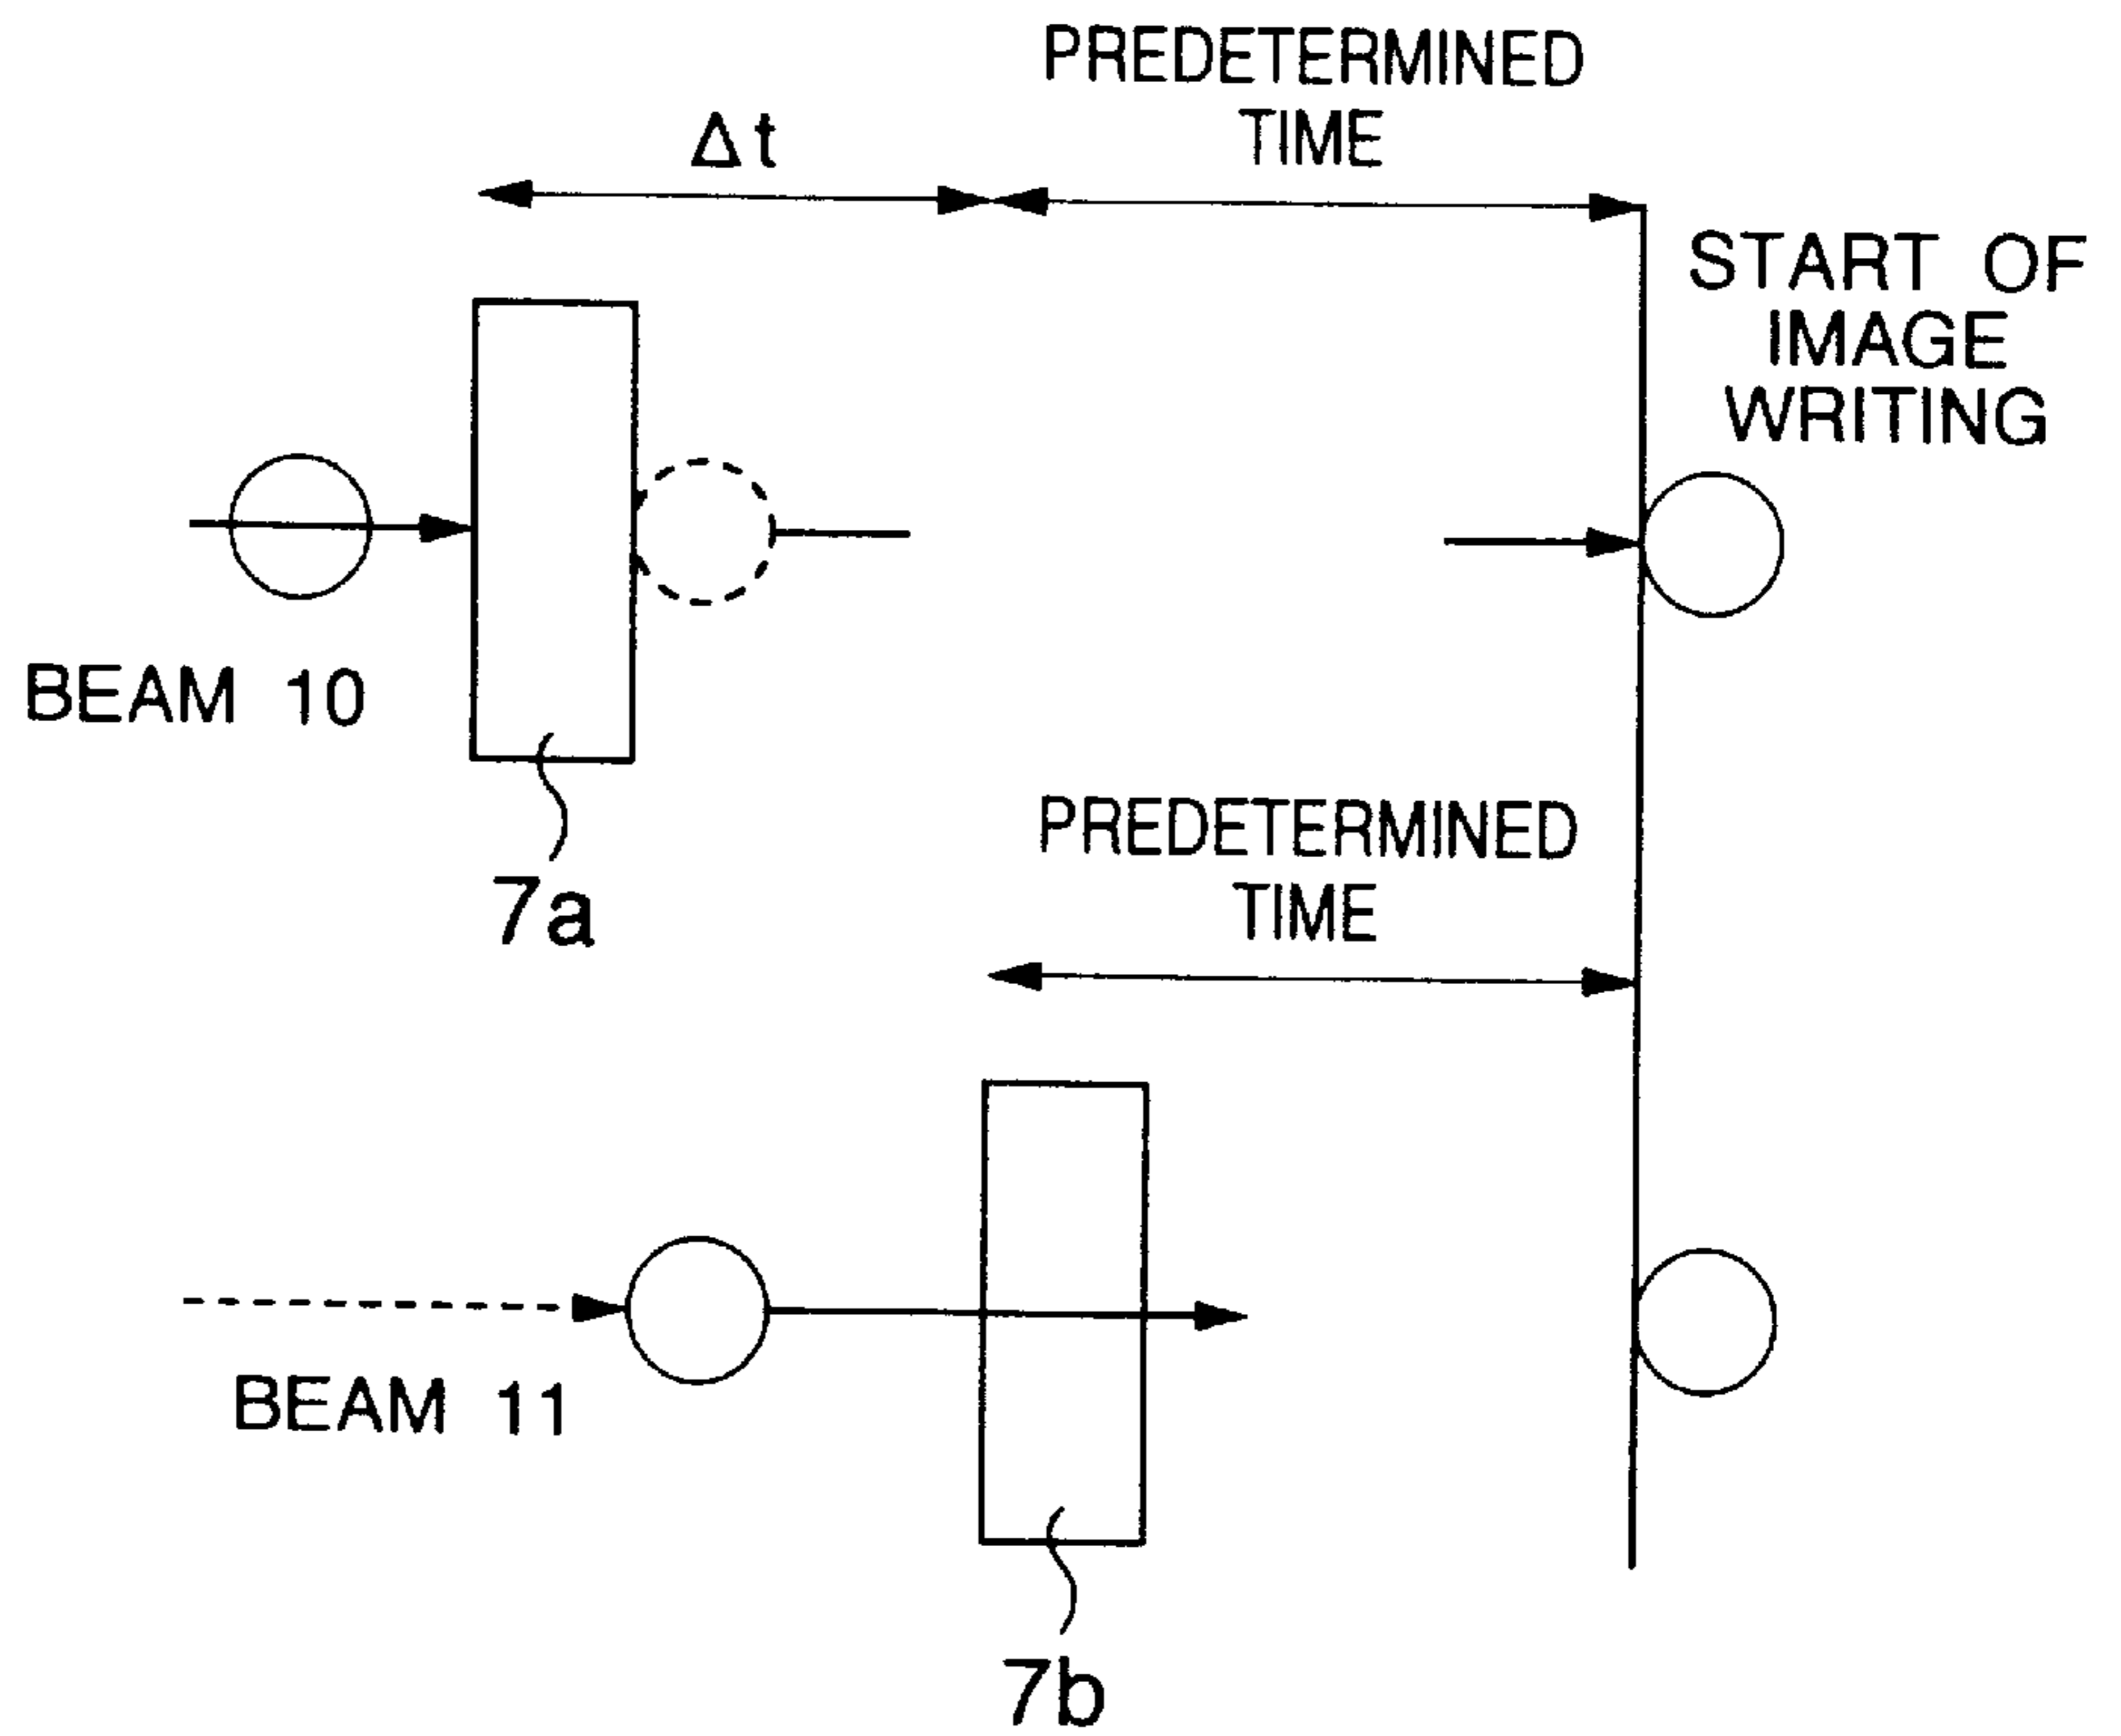 PREDETERMINED
TIME
Δt
START OF
IMAGE
WRITING
BEAM 10
7a
PREDETERMINED
TIME
BEAM 11
7b